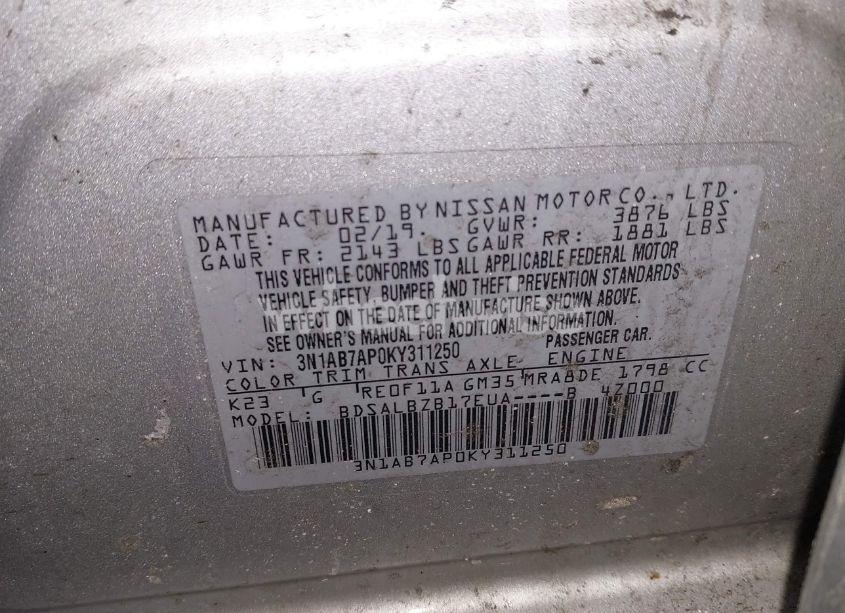 MANUFACTURED BY NISSAN MOTOR CO., LTD.
DATE: 02/19. GVWR: 3876 LBS
GAWR FR: 2143 LBS GAWR RR: 1881 LBS
THIS VEHICLE CONFORMS TO ALL APPLICABLE FEDERAL MOTOR
VEHICLE SAFETY, BUMPER AND THEFT PREVENTION STANDARDS
IN EFFECT ON THE DATE OF MANUFACTURE SHOWN ABOVE.
SEE OWNER'S MANUAL FOR ADDITIONAL INFORMATION.
VIN: 3N1AB7AP0KY311250 PASSENGER CAR.
COLOR TRIM TRANS AXLE ENGINE
K23 G RE0F11A GM35 MRA8DE 1798 CC
MODEL: BDSALBZB17EUA----B 4Z000
3N1AB7AP0KY311250